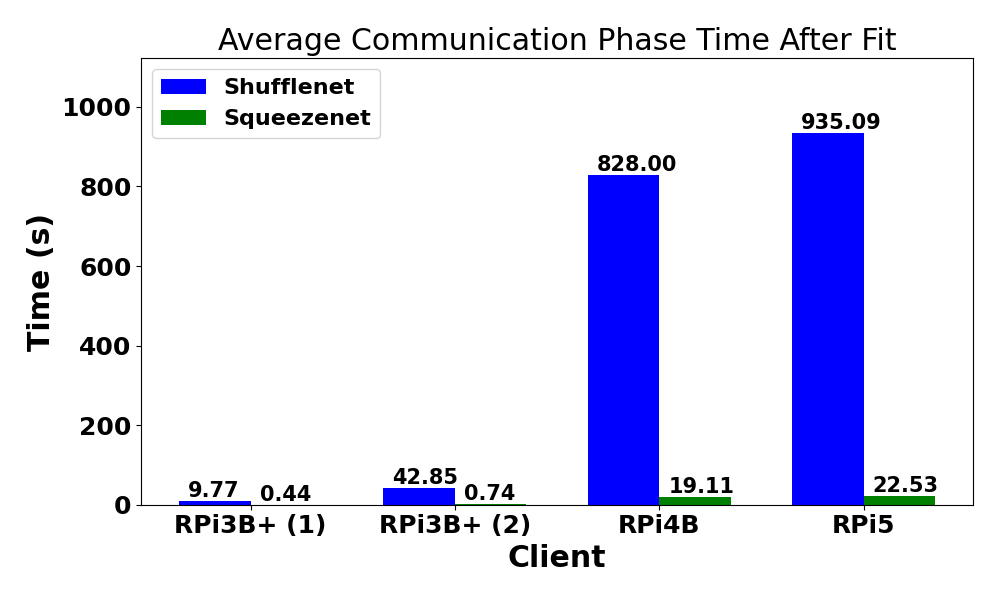 Average Communication Phase Time After Fit
Shufflenet
Squeezenet
Time (s)
1000
800
600
400
200
0
9.77
0.44
42.85
0.74
828.00
19.11
935.09
22.53
RPi3B+ (1)
RPi3B+ (2)
RPi4B
RPi5
Client